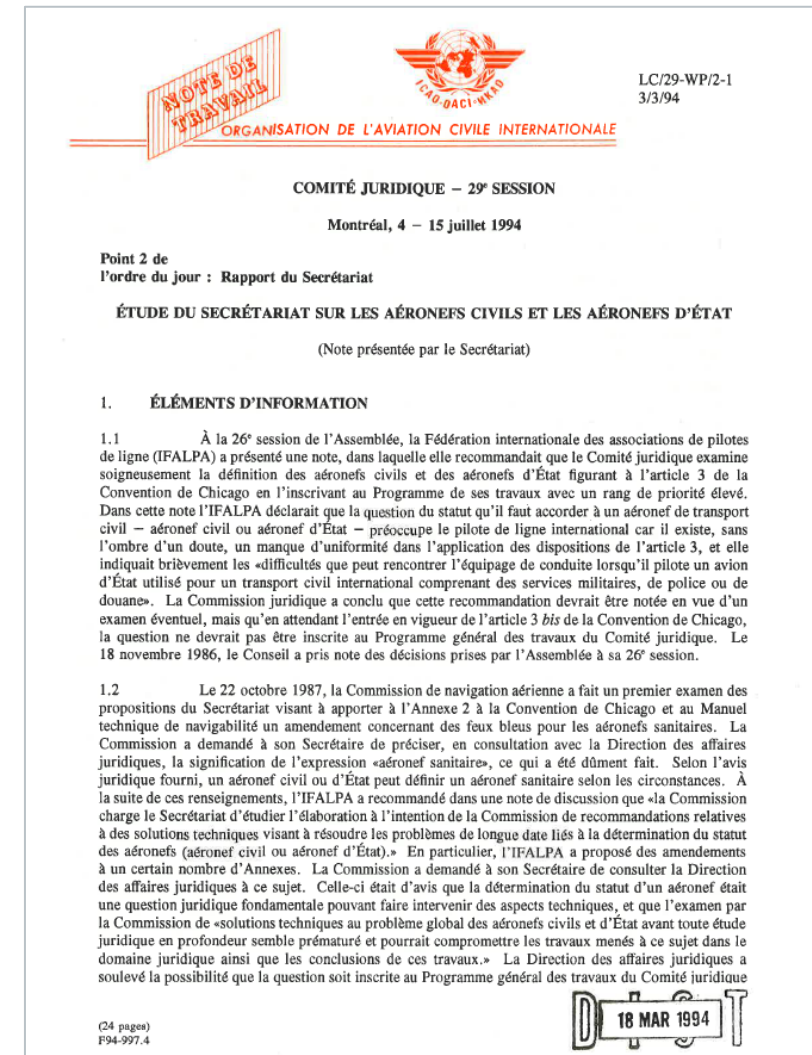 NOTE DE
TRAVAIL
ICAO·OACI·ИКАО
ORGANISATION DE L'AVIATION CIVILE INTERNATIONALE
LC/29-WP/2-1
3/3/94
COMITÉ JURIDIQUE – 29e SESSION
Montréal, 4 – 15 juillet 1994
Point 2 de
l'ordre du jour : Rapport du Secrétariat
ÉTUDE DU SECRÉTARIAT SUR LES AÉRONEFS CIVILS ET LES AÉRONEFS D'ÉTAT
(Note présentée par le Secrétariat)
1. ÉLÉMENTS D'INFORMATION
1.1 À la 26e session de l'Assemblée, la Fédération internationale des associations de pilotes
de ligne (IFALPA) a présenté une note, dans laquelle elle recommandait que le Comité juridique examine
soigneusement la définition des aéronefs civils et des aéronefs d'État figurant à l'article 3 de la
Convention de Chicago en l'inscrivant au Programme de ses travaux avec un rang de priorité élevé.
Dans cette note l'IFALPA déclarait que la question du statut qu'il faut accorder à un aéronef de transport
civil – aéronef civil ou aéronef d'État – préoccupe le pilote de ligne international car il existe, sans
l'ombre d'un doute, un manque d'uniformité dans l'application des dispositions de l'article 3, et elle
indiquait brièvement les «difficultés que peut rencontrer l'équipage de conduite lorsqu'il pilote un avion
d'État utilisé pour un transport civil international comprenant des services militaires, de police ou de
douane». La Commission juridique a conclu que cette recommandation devrait être notée en vue d'un
examen éventuel, mais qu'en attendant l'entrée en vigueur de l'article 3 bis de la Convention de Chicago,
la question ne devrait pas être inscrite au Programme général des travaux du Comité juridique. Le
18 novembre 1986, le Conseil a pris note des décisions prises par l'Assemblée à sa 26e session.
1.2 Le 22 octobre 1987, la Commission de navigation aérienne a fait un premier examen des
propositions du Secrétariat visant à apporter à l'Annexe 2 à la Convention de Chicago et au Manuel
technique de navigabilité un amendement concernant des feux bleus pour les aéronefs sanitaires. La
Commission a demandé à son Secrétaire de préciser, en consultation avec la Direction des affaires
juridiques, la signification de l'expression «aéronef sanitaire», ce qui a été dûment fait. Selon l'avis
juridique fourni, un aéronef civil ou d'État peut définir un aéronef sanitaire selon les circonstances. À
la suite de ces renseignements, l'IFALPA a recommandé dans une note de discussion que «la Commission
charge le Secrétariat d'étudier l'élaboration à l'intention de la Commission de recommandations relatives
à des solutions techniques visant à résoudre les problèmes de longue date liés à la détermination du statut
des aéronefs (aéronef civil ou aéronef d'État).» En particulier, l'IFALPA a proposé des amendements
à un certain nombre d'Annexes. La Commission a demandé à son Secrétaire de consulter la Direction
des affaires juridiques à ce sujet. Celle-ci était d'avis que la détermination du statut d'un aéronef était
une question juridique fondamentale pouvant faire intervenir des aspects techniques, et que l'examen par
la Commission de «solutions techniques au problème global des aéronefs civils et d'État avant toute étude
juridique en profondeur semble prématuré et pourrait compromettre les travaux menés à ce sujet dans le
domaine juridique ainsi que les conclusions de ces travaux.» La Direction des affaires juridiques a
soulevé la possibilité que la question soit inscrite au Programme général des travaux du Comité juridique
(24 pages)
F94-997.4
18 MAR 1994